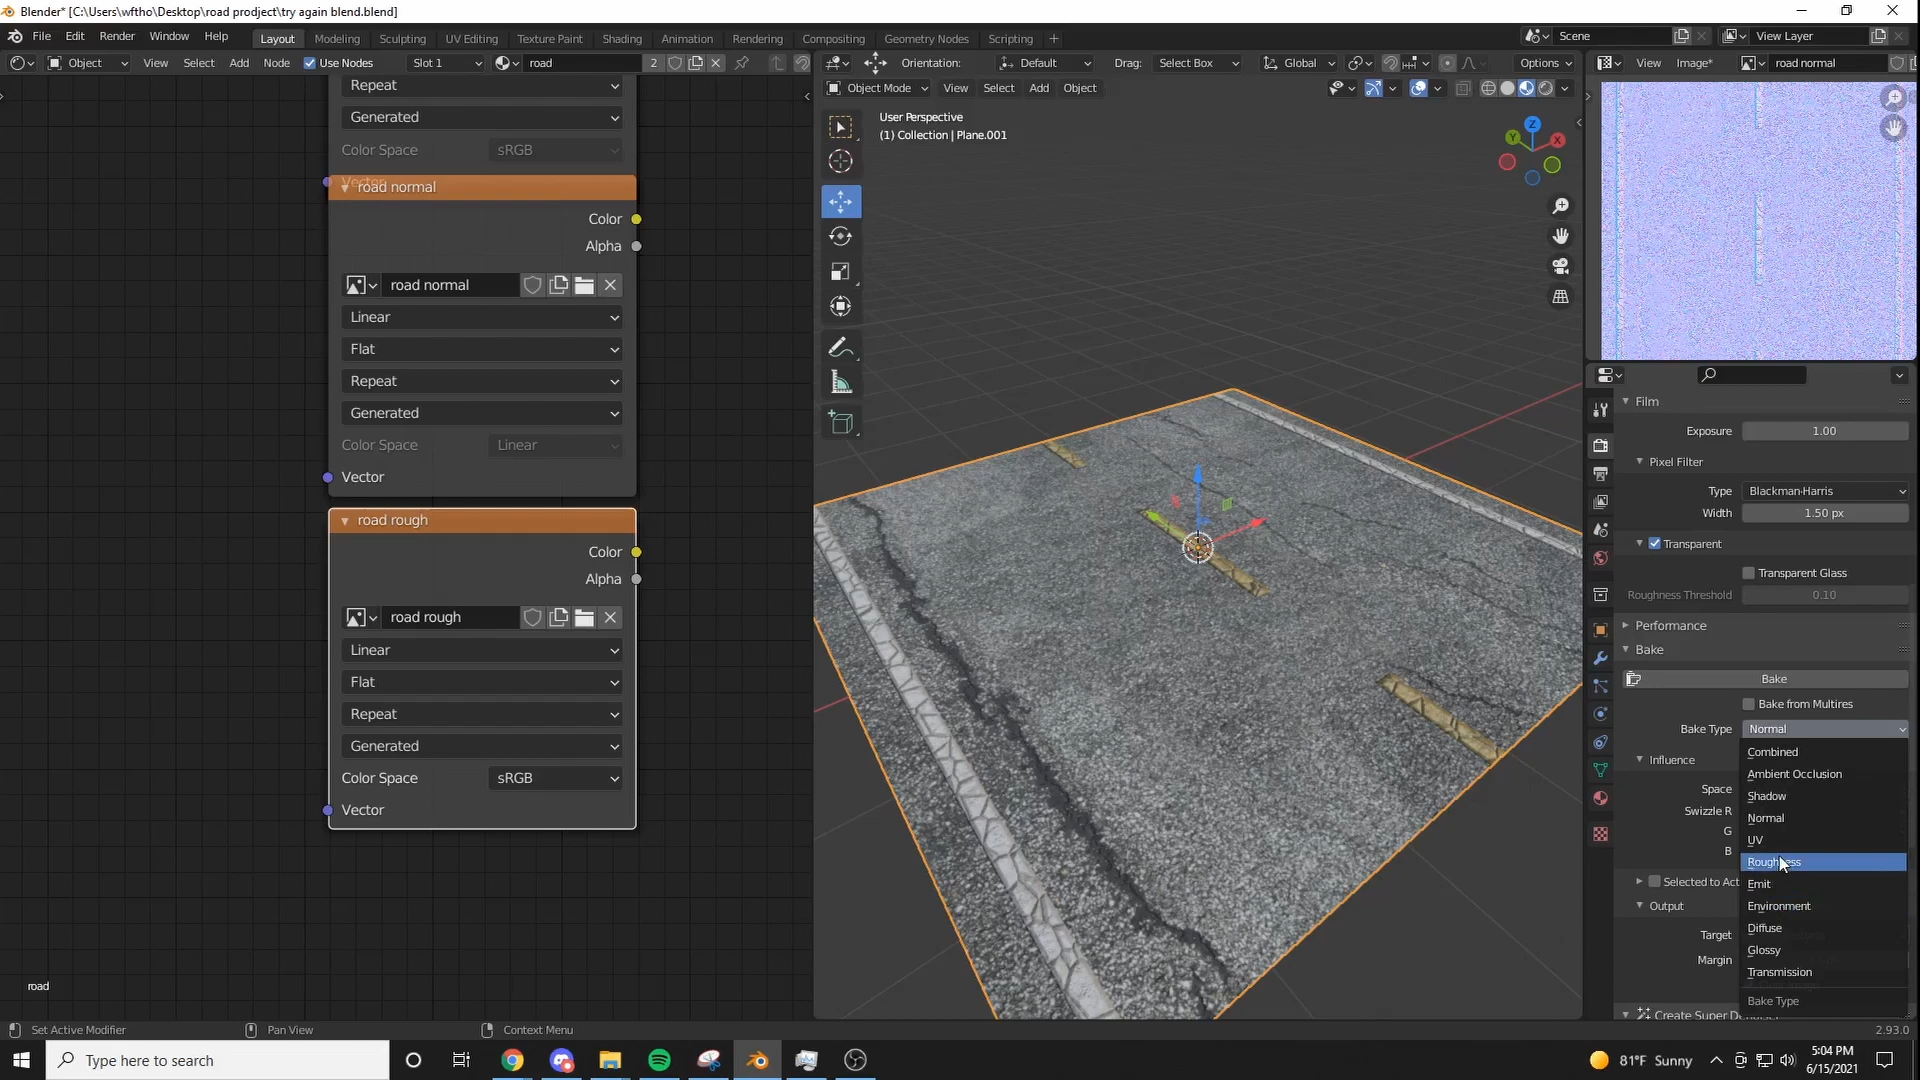 Blender* [C:\Users\wftho\Desktop\road prodject\try again blend.blend]
File Edit Render Window Help Layout Modeling Sculpting UV Editing Texture Paint Shading Animation Rendering Compositing Geometry Nodes Scripting Scene View Layer
Object View Select Add Node Use Nodes Slot 1 road 2 Orientation: Default Drag: Select Box Global Options View Image* road normal
Object Mode View Select Add Object
Repeat
Generated
Color Space sRGB
road normal
Color
Alpha
road normal
Linear
Flat
Repeat
Generated
Color Space Linear
Vector
road rough
Color
Alpha
road rough
Linear
Flat
Repeat
Generated
Color Space sRGB
Vector
road
User Perspective
(1) Collection | Plane.001
Z
Y
X
Film
Exposure 1.00
Pixel Filter
Type Blackman-Harris
Width 1.50 px
Transparent
Transparent Glass
Roughness Threshold 0.10
Performance
Bake
Bake
Bake from Multires
Bake Type Normal
Combined
Influence
Ambient Occlusion
Space
Shadow
Swizzle R
Normal
G
UV
B
Roughness
Selected to Act
Emit
Output
Environment
Target
Diffuse
Margin
Glossy
Transmission
Bake Type
Create Super Denoiser
Set Active Modifier Pan View Context Menu 2.93.0
Type here to search
81°F Sunny
5:04 PM
6/15/2021